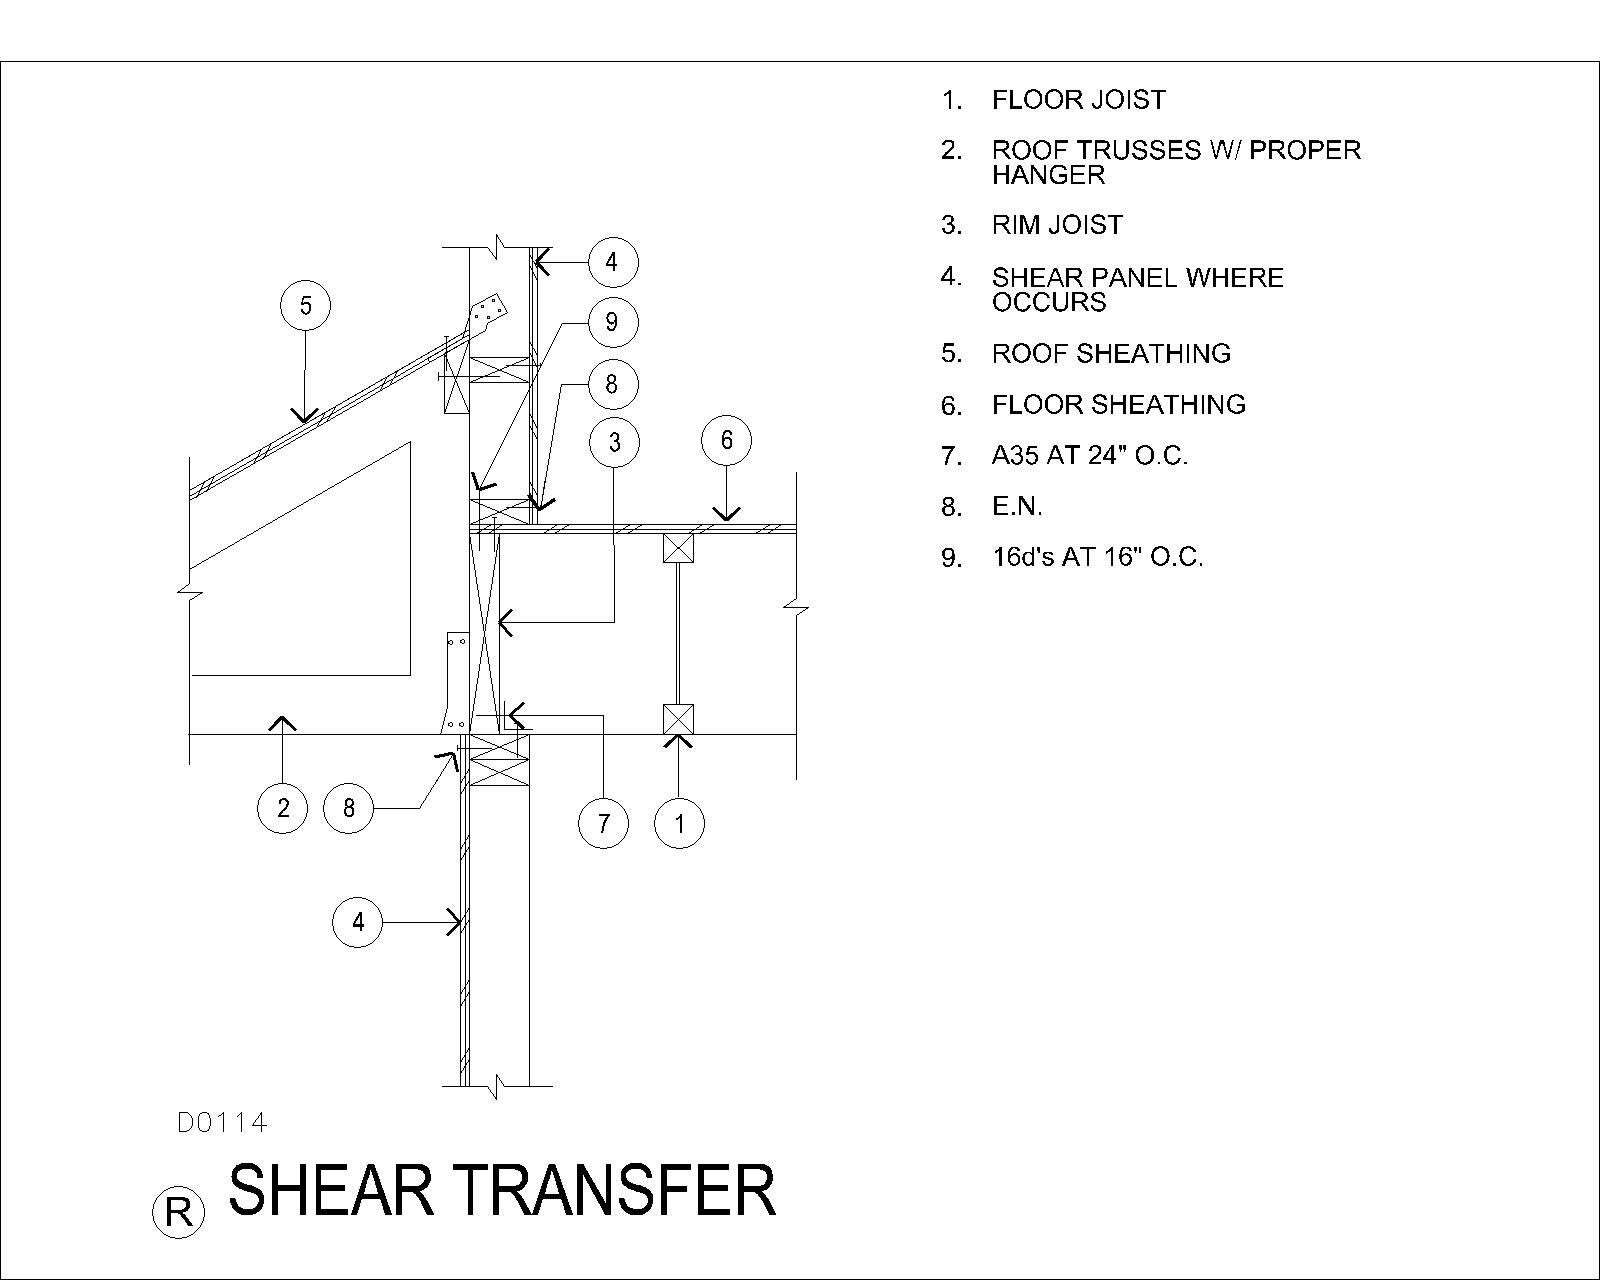 1. FLOOR JOIST
2. ROOF TRUSSES W/ PROPER
HANGER
3. RIM JOIST
4. SHEAR PANEL WHERE
OCCURS
5. ROOF SHEATHING
6. FLOOR SHEATHING
7. A35 AT 24" O.C.
8. E.N.
9. 16d's AT 16" O.C.
4
5
9
8
3
6
2
8
7
1
4
D0114
R SHEAR TRANSFER